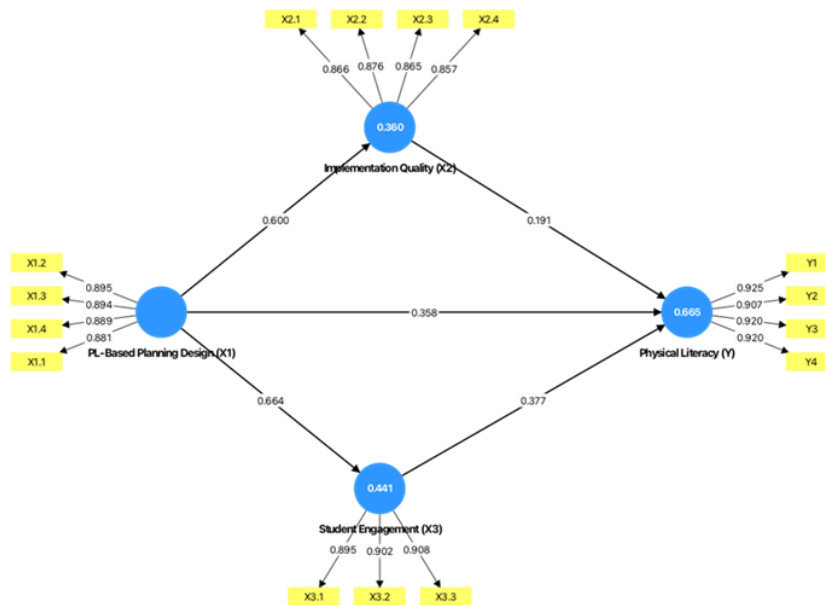 X2.1 X2.2 X2.3 X2.4
0.866 0.876 0.865 0.857
0.360
Implementation Quality (X2)
0.600 0.191
X1.2 0.895
X1.3 0.894
X1.4 0.889
X1.1 0.881
PL-Based Planning Design (X1)
0.358
0.665
Physical Literacy (Y)
0.925 Y1
0.907 Y2
0.920 Y3
0.920 Y4
0.664 0.377
0.441
Student Engagement (X3)
0.895 0.902 0.908
X3.1 X3.2 X3.3